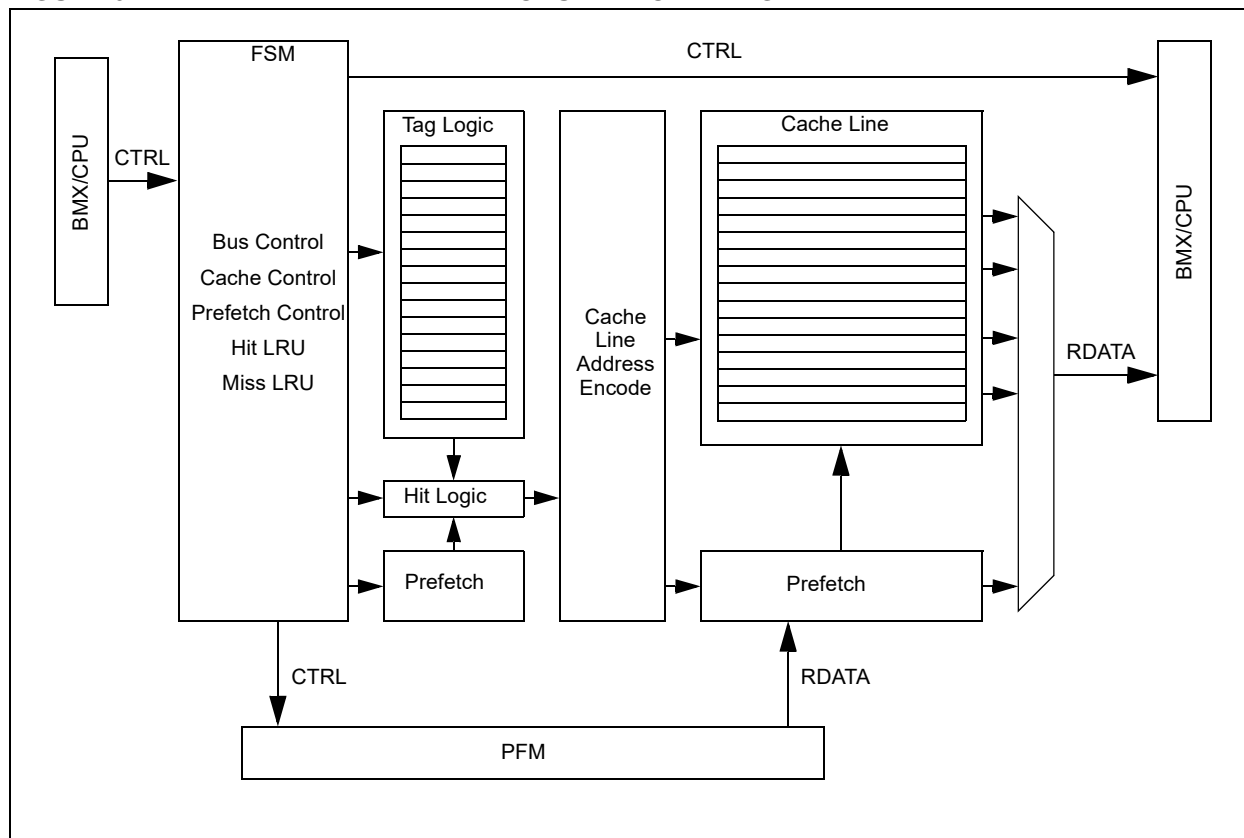 FSM
CTRL
BMX/CPU
CTRL
Tag Logic
Cache Line
BMX/CPU
Bus Control
Cache Control
Prefetch Control
Hit LRU
Miss LRU
Cache
Line
Address
Encode
RDATA
Hit Logic
Prefetch
Prefetch
CTRL
RDATA
PFM